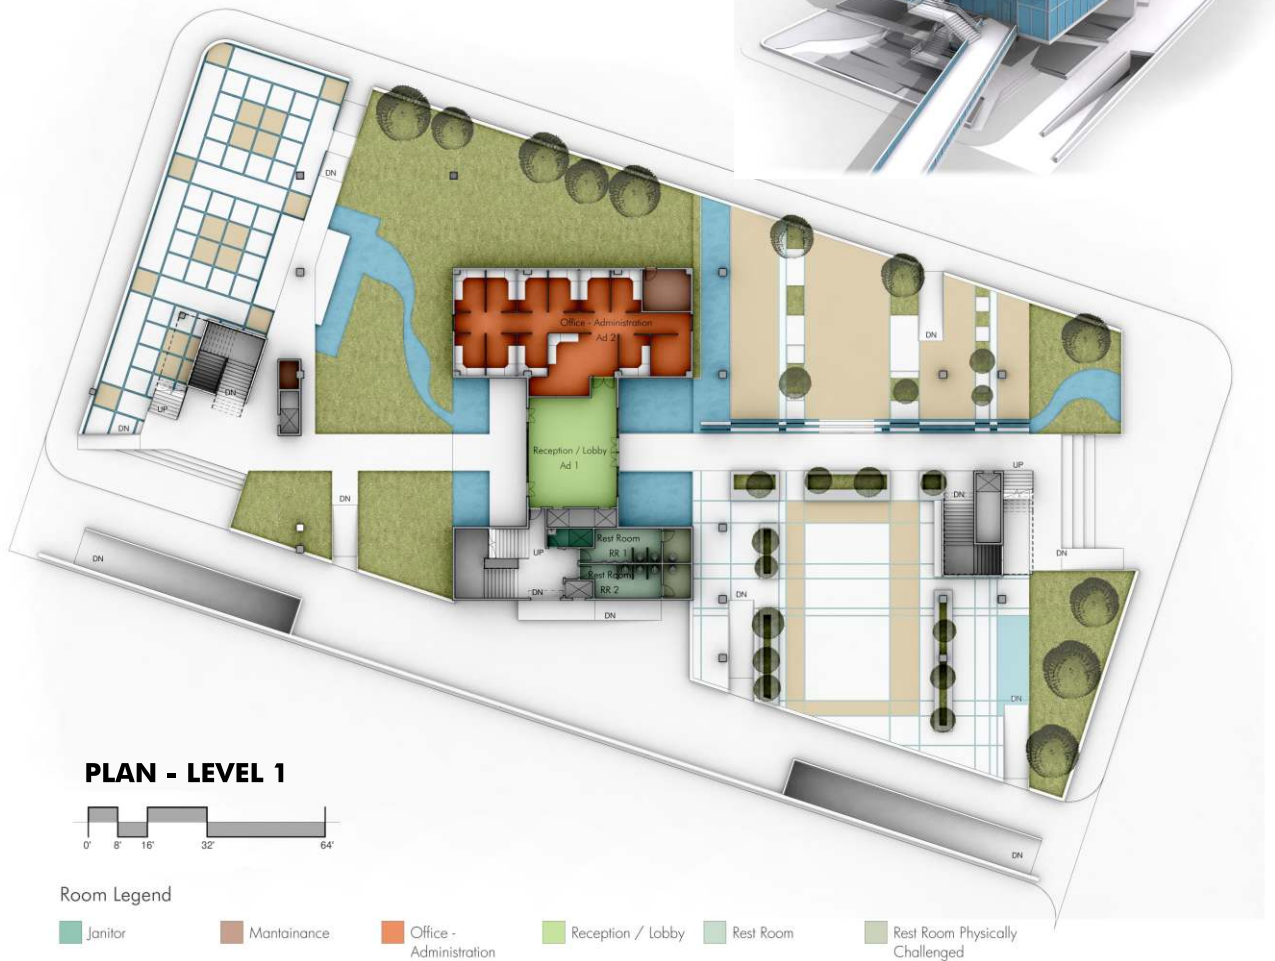 DN
Office - Administration
Ad 2
DN
DN
UP
DN
Reception / Lobby
Ad 1
UP
DN
DN
Rest Room
RR 1
UP
DN
DN
Rest Room
RR 2
DN
DN
DN
DN
PLAN - LEVEL 1
0' 8' 16' 32' 64'
DN
Room Legend
Janitor
Mantainance
Office -
Administration
Reception / Lobby
Rest Room
Rest Room Physically
Challenged